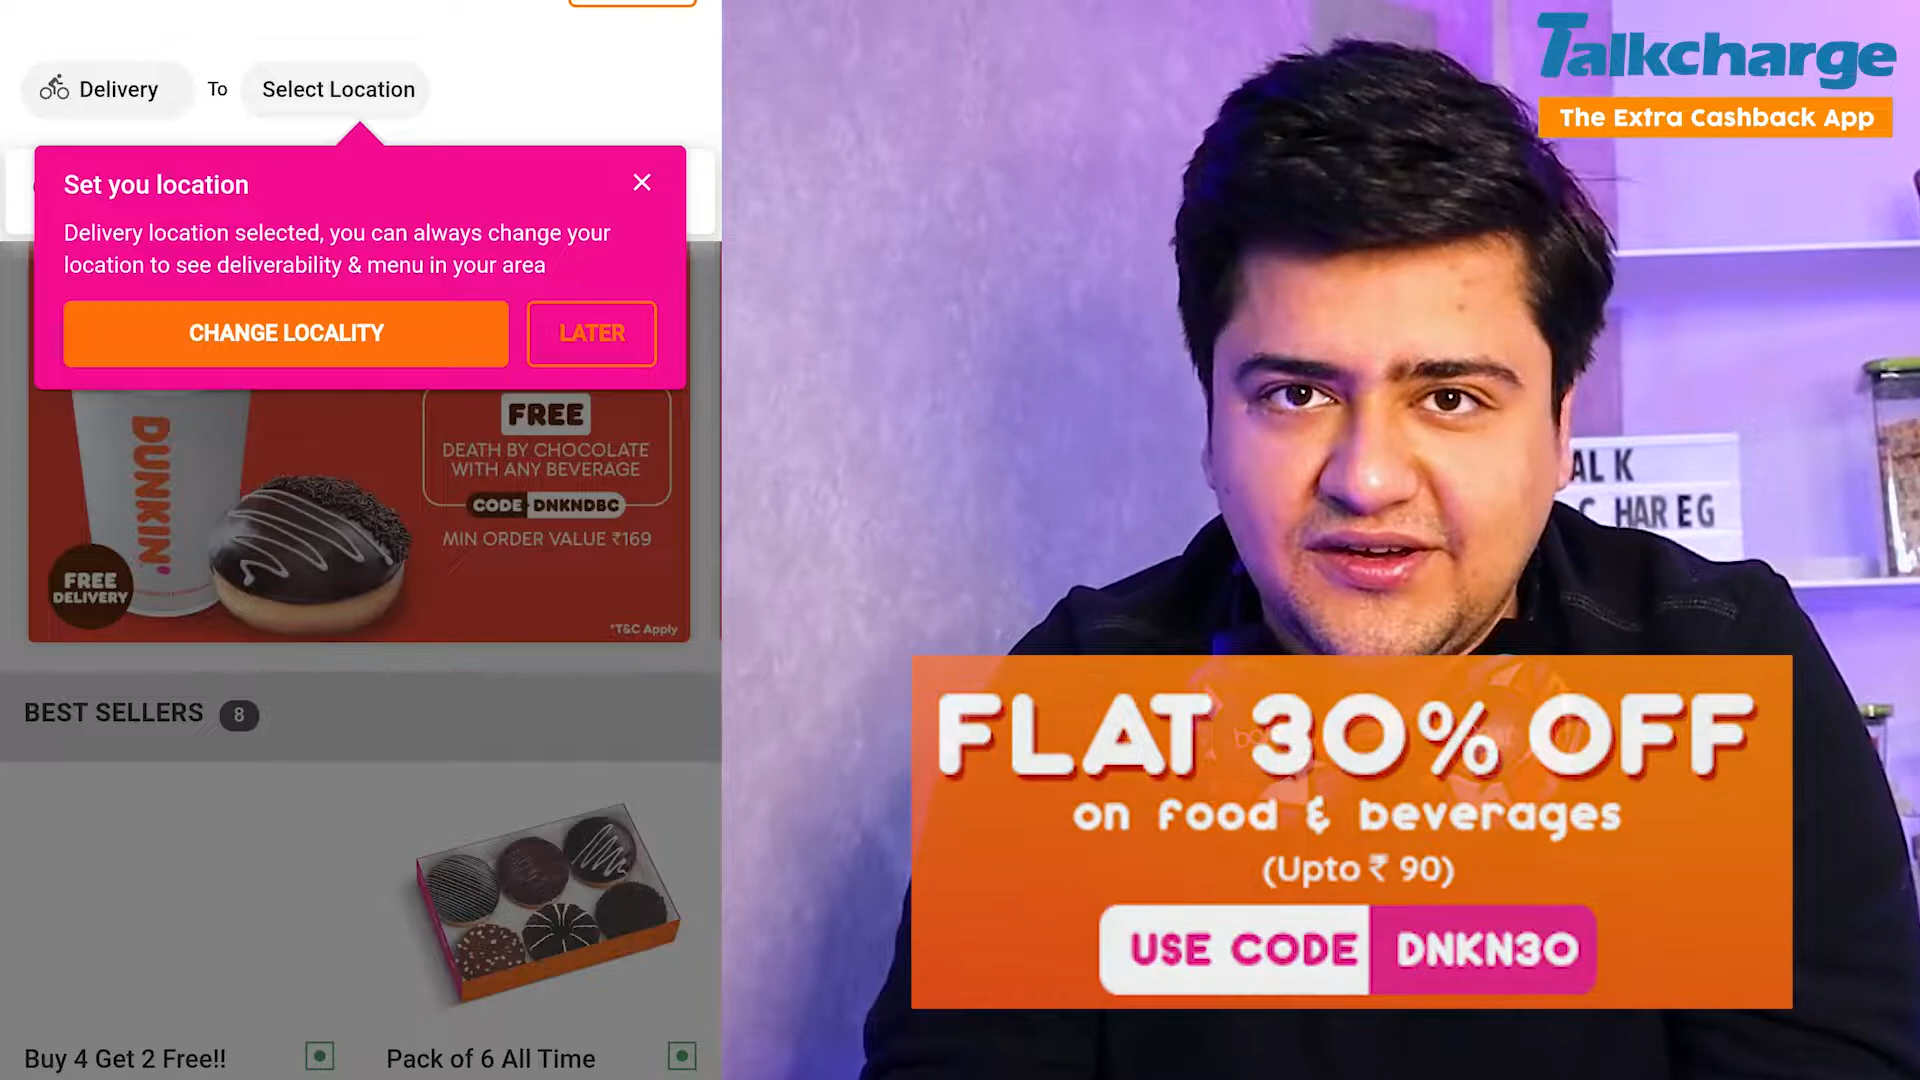 Delivery To Select Location
Set you location
Delivery location selected, you can always change your
location to see deliverability & menu in your area
CHANGE LOCALITY
LATER
DUNKIN'
FREE
DELIVERY
FREE
DEATH BY CHOCOLATE
WITH ANY BEVERAGE
CODE DNKNDBC
MIN ORDER VALUE ₹169
*T&C Apply
BEST SELLERS 8
Buy 4 Get 2 Free!!
Pack of 6 All Time
Talkcharge
The Extra Cashback App
ALK
C HAREG
FLAT 30% OFF
on food & beverages
(Upto ₹ 90)
USE CODE DNKN30